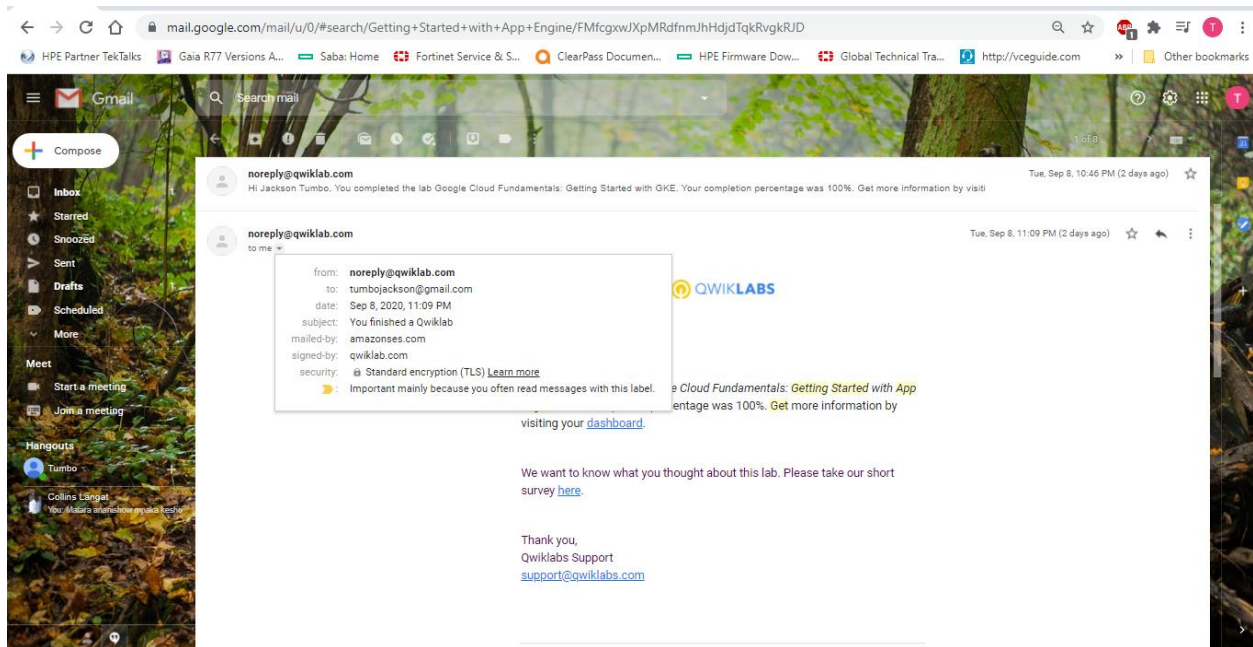 mail.google.com/mail/u/0/#search/Getting+Started+with+App+Engine/FMfcgxwJXpMRdfnmJhHdjdTqkRvgkRJD
ABP 1 T
HPE Partner TekTalks Gaia R77 Versions A... Saba: Home Fortinet Service & S... ClearPass Documen... HPE Firmware Dow... Global Technical Tra... http://vceguide.com » Other bookmarks
Gmail Search mail T
1 of 8
Compose
noreply@qwiklab.com Tue, Sep 8, 10:46 PM (2 days ago)
Hi Jackson Tumbo, You completed the lab Google Cloud Fundamentals: Getting Started with GKE. Your completion percentage was 100%. Get more information by visiti
Inbox 1
Starred
Snoozed
Sent
Drafts
Scheduled
More
Meet
Start a meeting
Join a meeting
Hangouts
Tumbo
Collins Langat
You: Matara ananishow mpaka kesho
noreply@qwiklab.com Tue, Sep 8, 11:09 PM (2 days ago)
to me
from: noreply@qwiklab.com
to: tumbojackson@gmail.com
date: Sep 8, 2020, 11:09 PM
subject: You finished a Qwiklab
mailed-by: amazonses.com
signed-by: qwiklab.com
security: Standard encryption (TLS) Learn more
: Important mainly because you often read messages with this label.
QWIKLABS
Cloud Fundamentals: Getting Started with App
entage was 100%. Get more information by
visiting your dashboard.
We want to know what you thought about this lab. Please take our short
survey here.
Thank you,
Qwiklabs Support
support@qwiklabs.com